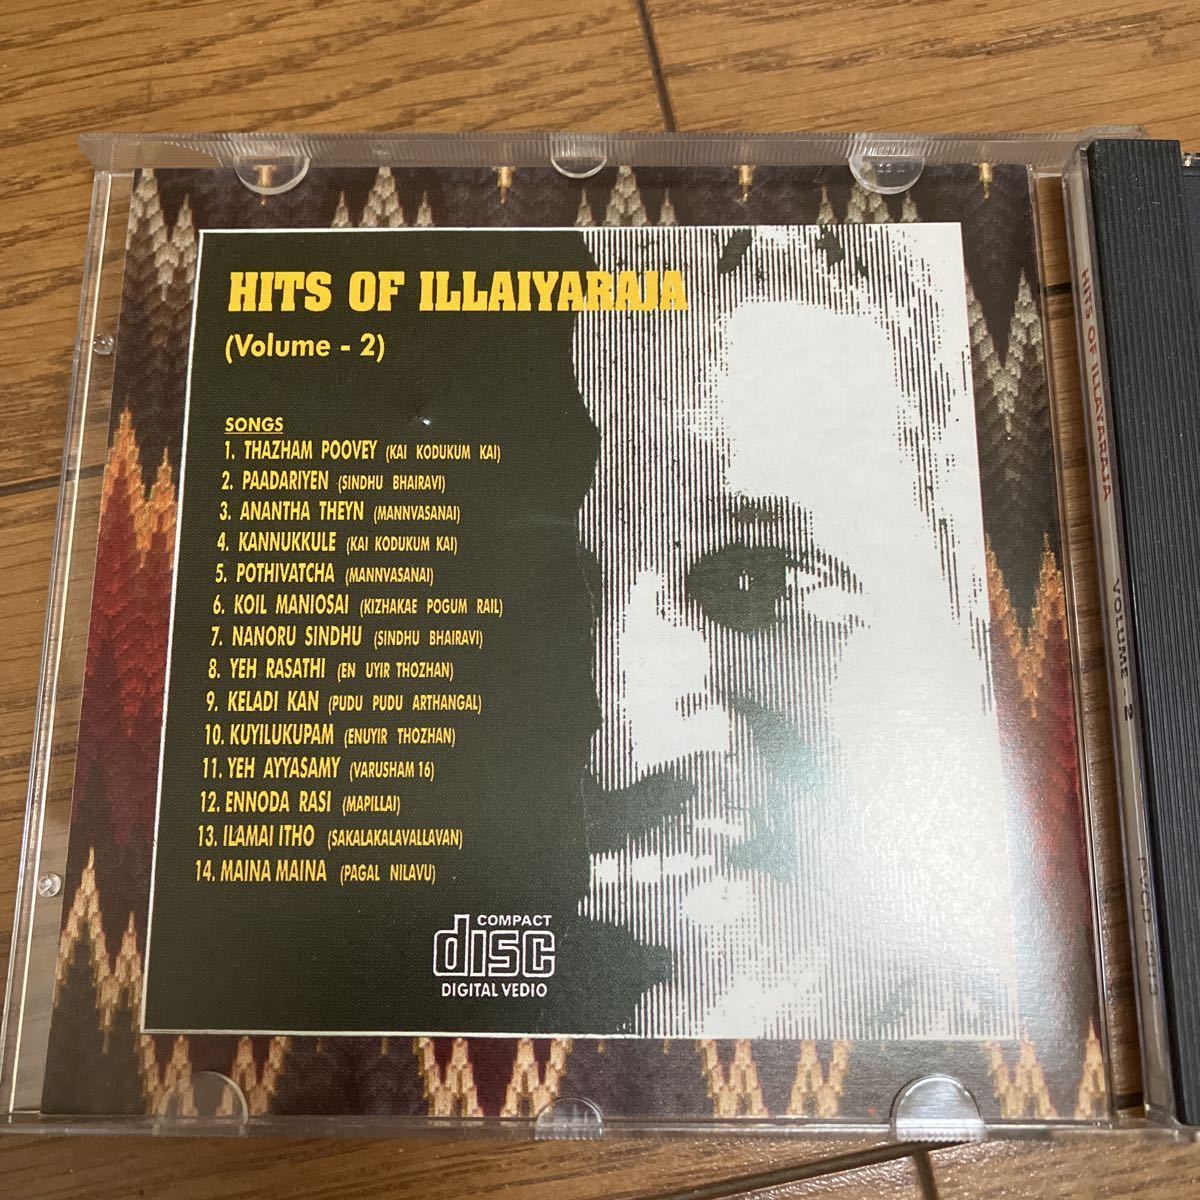 HITS OF ILLAIYARAJA
(Volume - 2)
SONGS
1. THAZHAM POOVEY (KAI KODUKUM KAI)
2. PAADARIYEN (SINDHU BHAIRAVI)
3. ANANTHA THEYN (MANNVASANAI)
4. KANNUKKULE (KAI KODUKUM KAI)
5. POTHIVATCHA (MANNVASANAI)
6. KOIL MANIOSAI (KIZHAKAE POGUM RAIL)
7. NANORU SINDHU (SINDHU BHAIRAVI)
8. YEH RASATHI (EN UYIR THOZHAN)
9. KELADI KAN (PUDU PUDU ARTHANGAL)
10. KUYILUKUPAM (ENUYIR THOZHAN)
11. YEH AYYASAMY (VARUSHAM 16)
12. ENNODA RASI (MAPILLAI)
13. ILAMAI ITHO (SAKALAKALAVALLAVAN)
14. MAINA MAINA (PAGAL NILAVU)
COMPACT
disc
DIGITAL VEDIO
HITS OF ILLAYARAJA
VOLUME - 2